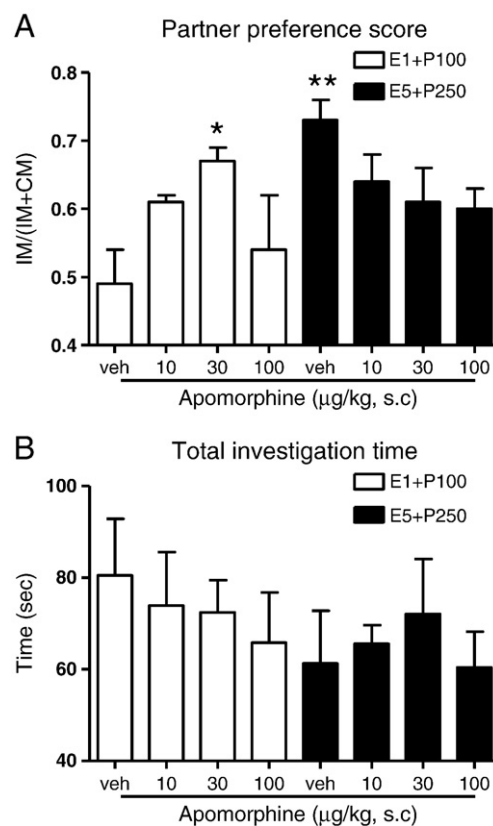 A
Partner preference score
E1+P100
E5+P250
IM/(IM+CM)
0.8
0.7
0.6
0.5
0.4
*
**
veh 10 30 100 veh 10 30 100
Apomorphine (μg/kg, s.c)
B
Total investigation time
E1+P100
E5+P250
Time (sec)
100
80
60
40
veh 10 30 100 veh 10 30 100
Apomorphine (μg/kg, s.c)